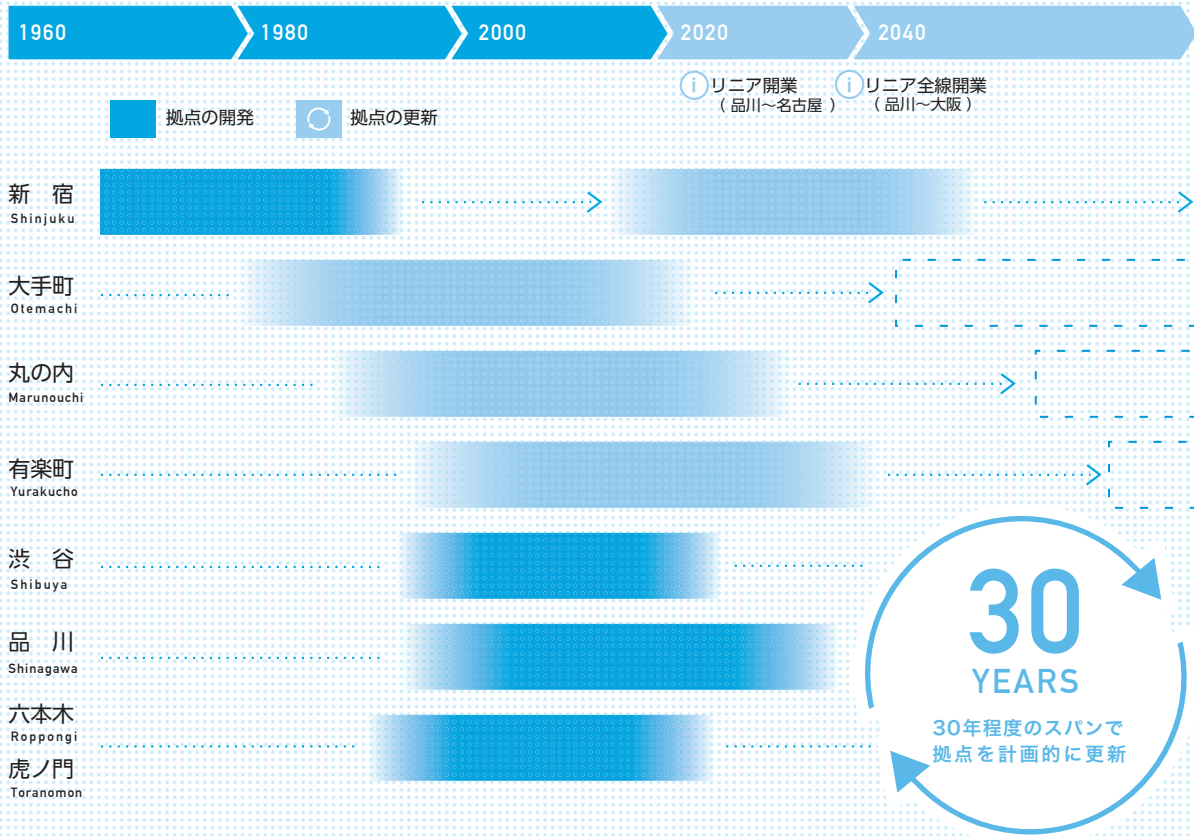 1960 1980 2000 2020 2040
i リニア開業 i リニア全線開業
( 品川〜名古屋 ) ( 品川〜大阪 )
拠点の開発 拠点の更新
新 宿
Shinjuku
大手町
Otemachi
丸の内
Marunouchi
有楽町
Yurakucho
渋 谷
Shibuya
品 川
Shinagawa
六本木
Roppongi
虎ノ門
Toranomon
30
YEARS
30年程度のスパンで
拠点を計画的に更新